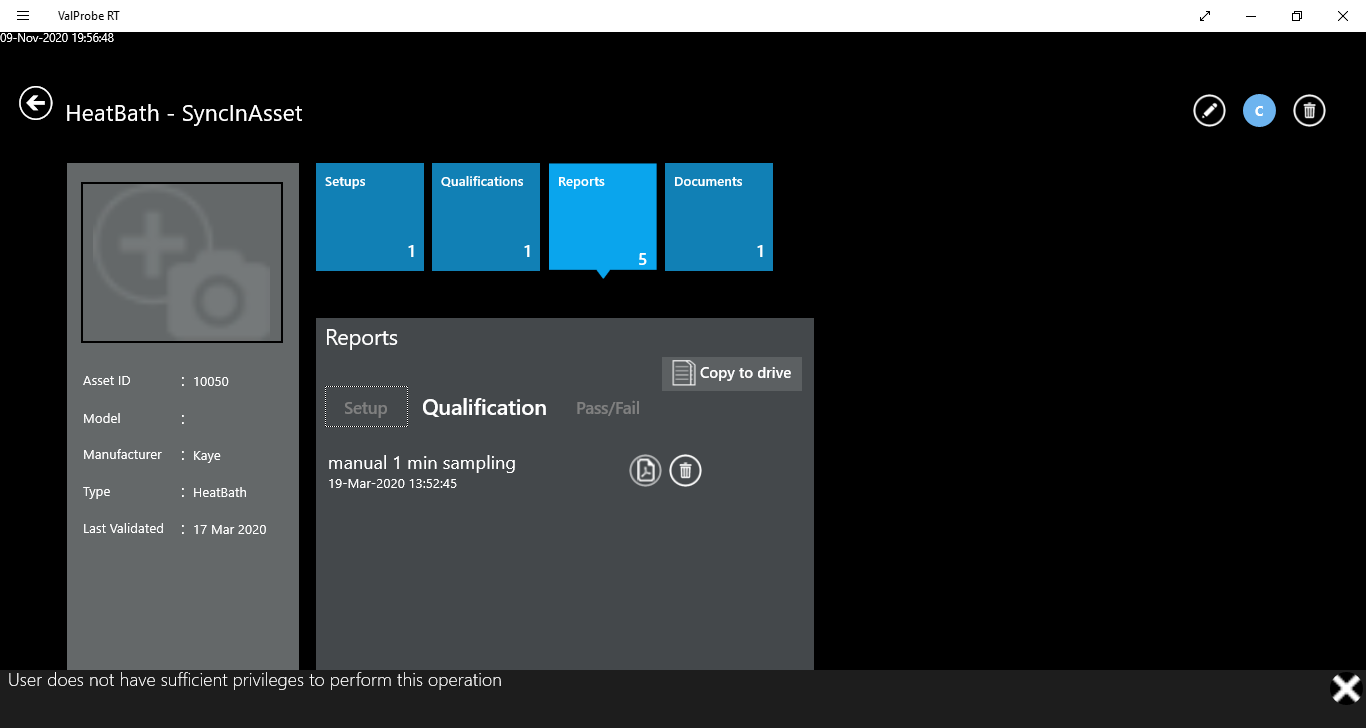 ValProbe RT
09-Nov-2020 19:56:48
HeatBath - SyncInAsset
C
Setups
1
Qualifications
1
Reports
5
Documents
1
Asset ID : 10050
Model :
Manufacturer : Kaye
Type : HeatBath
Last Validated : 17 Mar 2020
Reports
Copy to drive
Setup Qualification Pass/Fail
manual 1 min sampling
19-Mar-2020 13:52:45
User does not have sufficient privileges to perform this operation